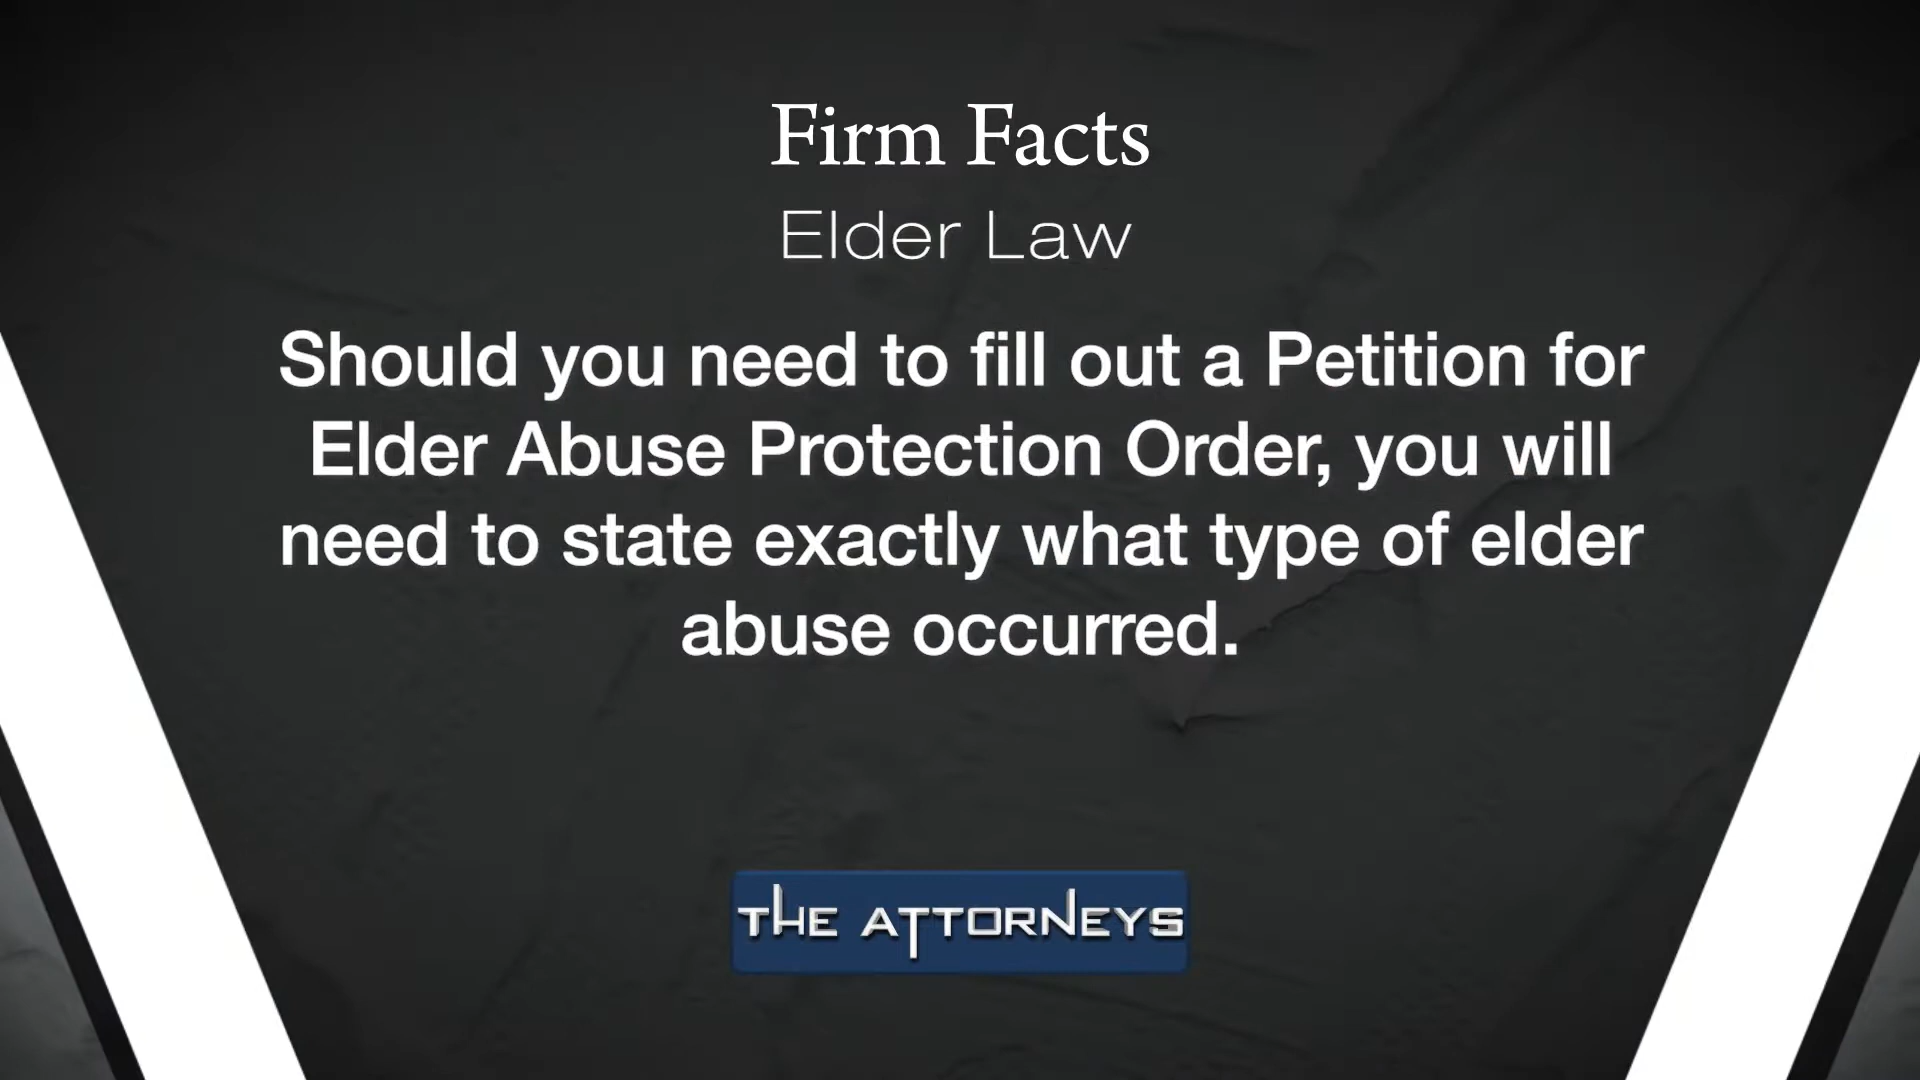 Firm Facts
Elder Law
Should you need to fill out a Petition for
Elder Abuse Protection Order, you will
need to state exactly what type of elder
abuse occurred.
THE ATTORNEYS